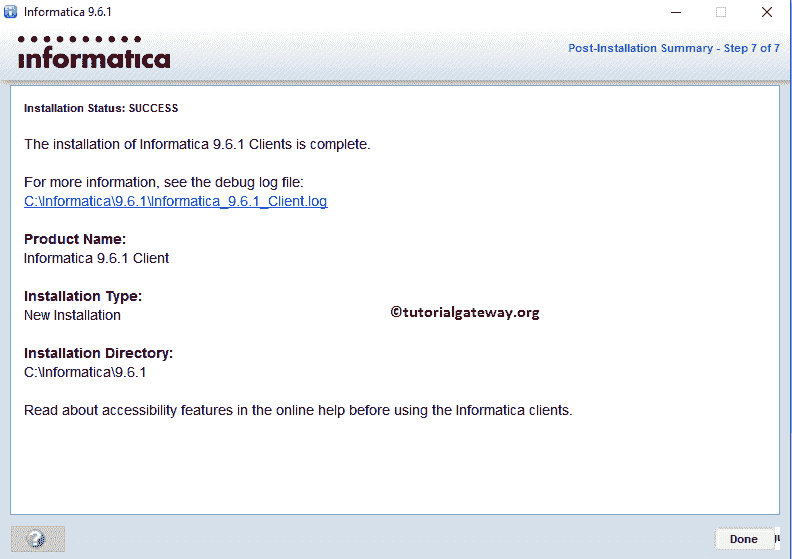 Informatica 9.6.1
informatica
Post-Installation Summary - Step 7 of 7
Installation Status: SUCCESS
The installation of Informatica 9.6.1 Clients is complete.
For more information, see the debug log file:
C:\Informatica\9.6.1\Informatica_9.6.1_Client.log
Product Name:
Informatica 9.6.1 Client
Installation Type:
New Installation
©tutorialgateway.org
Installation Directory:
C:\Informatica\9.6.1
Read about accessibility features in the online help before using the Informatica clients.
?
Done